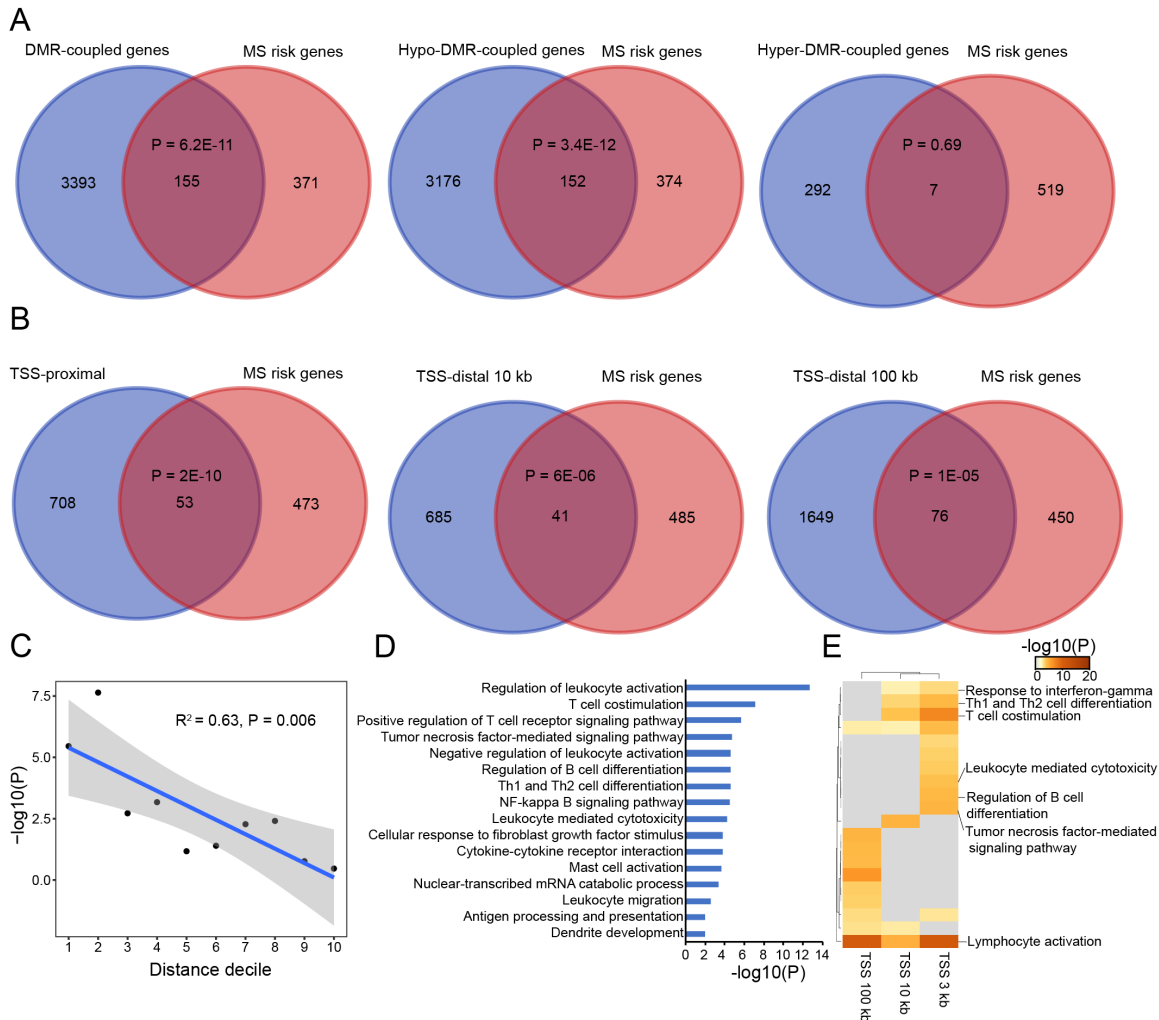 A
DMR-coupled genes
MS risk genes
Hypo-DMR-coupled genes
MS risk genes
Hyper-DMR-coupled genes
MS risk genes
P = 6.2E-11
3393
155
371
P = 3.4E-12
3176
152
374
P = 0.69
292
7
519
B
TSS-proximal
MS risk genes
TSS-distal 10 kb
MS risk genes
TSS-distal 100 kb
MS risk genes
P = 2E-10
708
53
473
P = 6E-06
685
41
485
P = 1E-05
1649
76
450
C
R² = 0.63, P = 0.006
−log10(P)
7.5
5.0
2.5
0.0
1 2 3 4 5 6 7 8 9 10
Distance decile
D
Regulation of leukocyte activation
T cell costimulation
Positive regulation of T cell receptor signaling pathway
Tumor necrosis factor-mediated signaling pathway
Negative regulation of leukocyte activation
Regulation of B cell differentiation
Th1 and Th2 cell differentiation
NF-kappa B signaling pathway
Leukocyte mediated cytotoxicity
Cellular response to fibroblast growth factor stimulus
Cytokine-cytokine receptor interaction
Mast cell activation
Nuclear-transcribed mRNA catabolic process
Leukocyte migration
Antigen processing and presentation
Dendrite development
0 2 4 6 8 10 12 14
-log10(P)
E
-log10(P)
0 10 20
Response to interferon-gamma
Th1 and Th2 cell differentiation
T cell costimulation
Leukocyte mediated cytotoxicity
Regulation of B cell
differentiation
Tumor necrosis factor-mediated
signaling pathway
Lymphocyte activation
TSS 100 kb
TSS 10 kb
TSS 3 kb